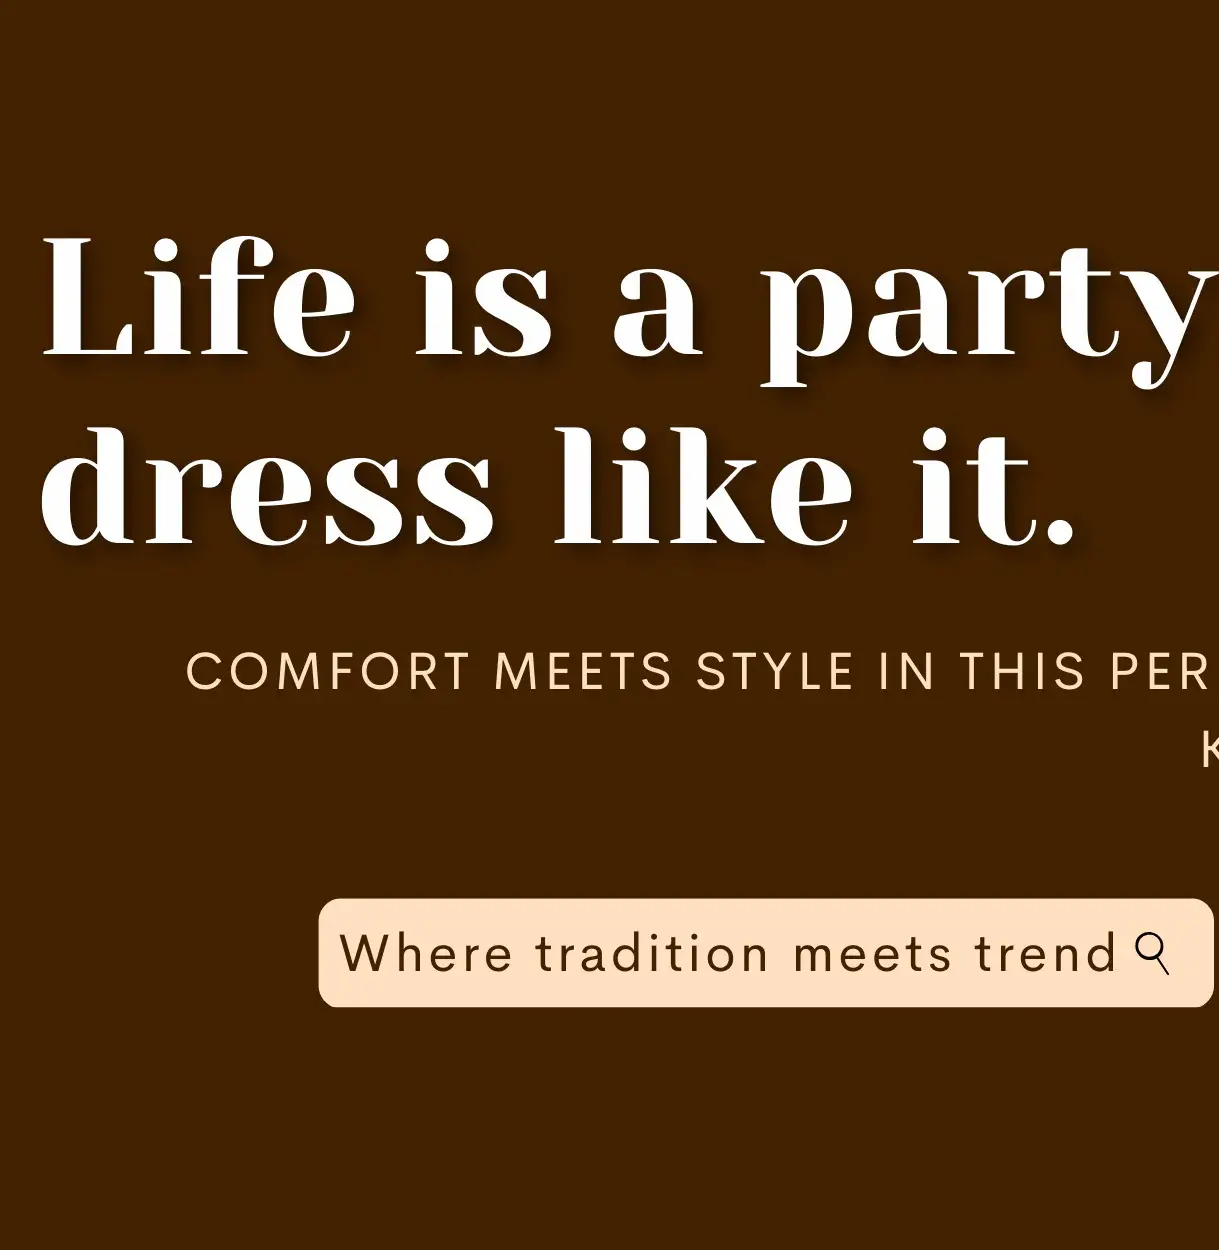 Life is a party
dress like it.
COMFORT MEETS STYLE IN THIS PER
K
Where tradition meets trend